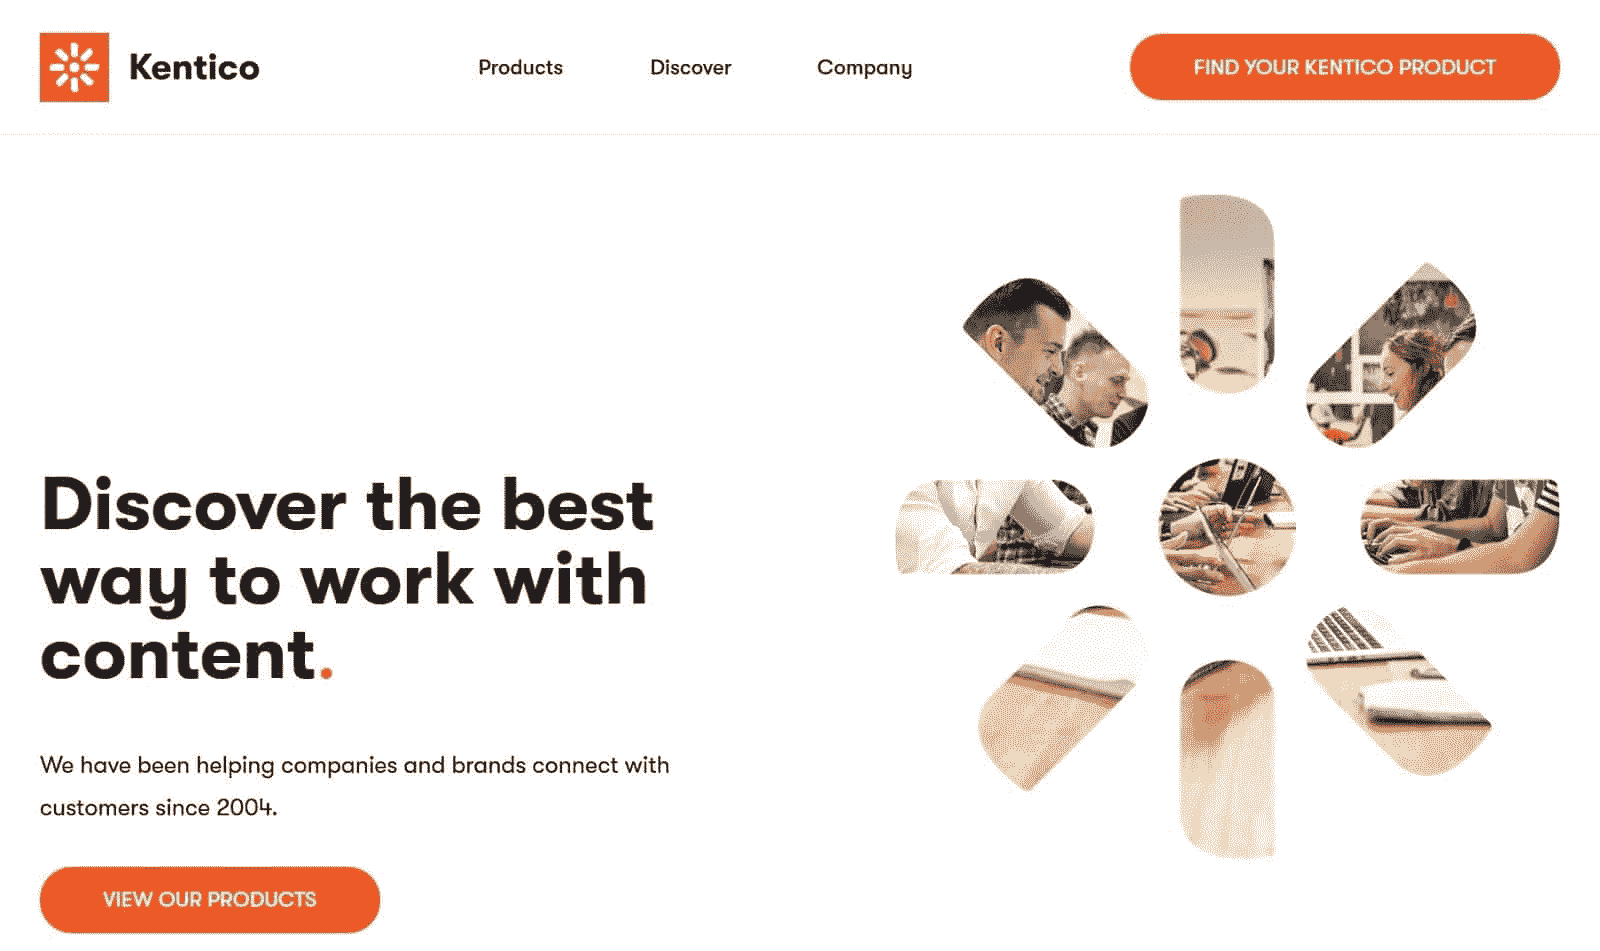 Kentico
Products
Discover
Company
FIND YOUR KENTICO PRODUCT
Discover the best
way to work with
content.
We have been helping companies and brands connect with
customers since 2004.
VIEW OUR PRODUCTS